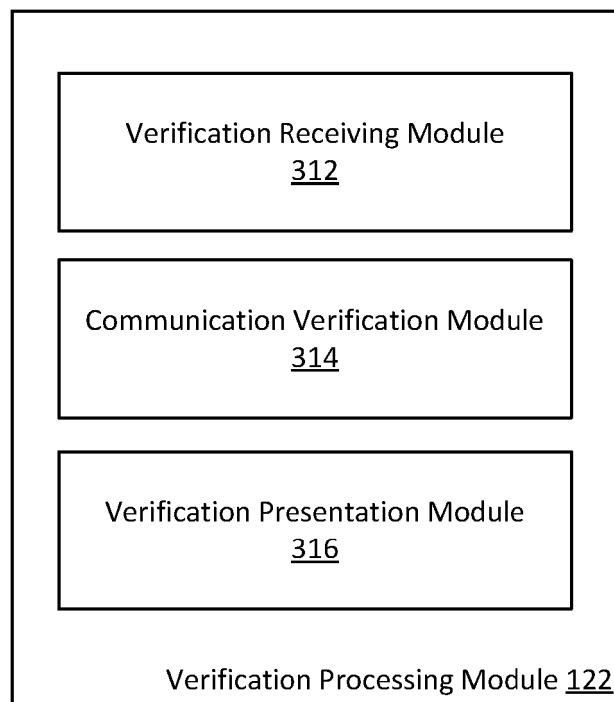 Verification Receiving Module
312
Communication Verification Module
314
Verification Presentation Module
316
Verification Processing Module 122